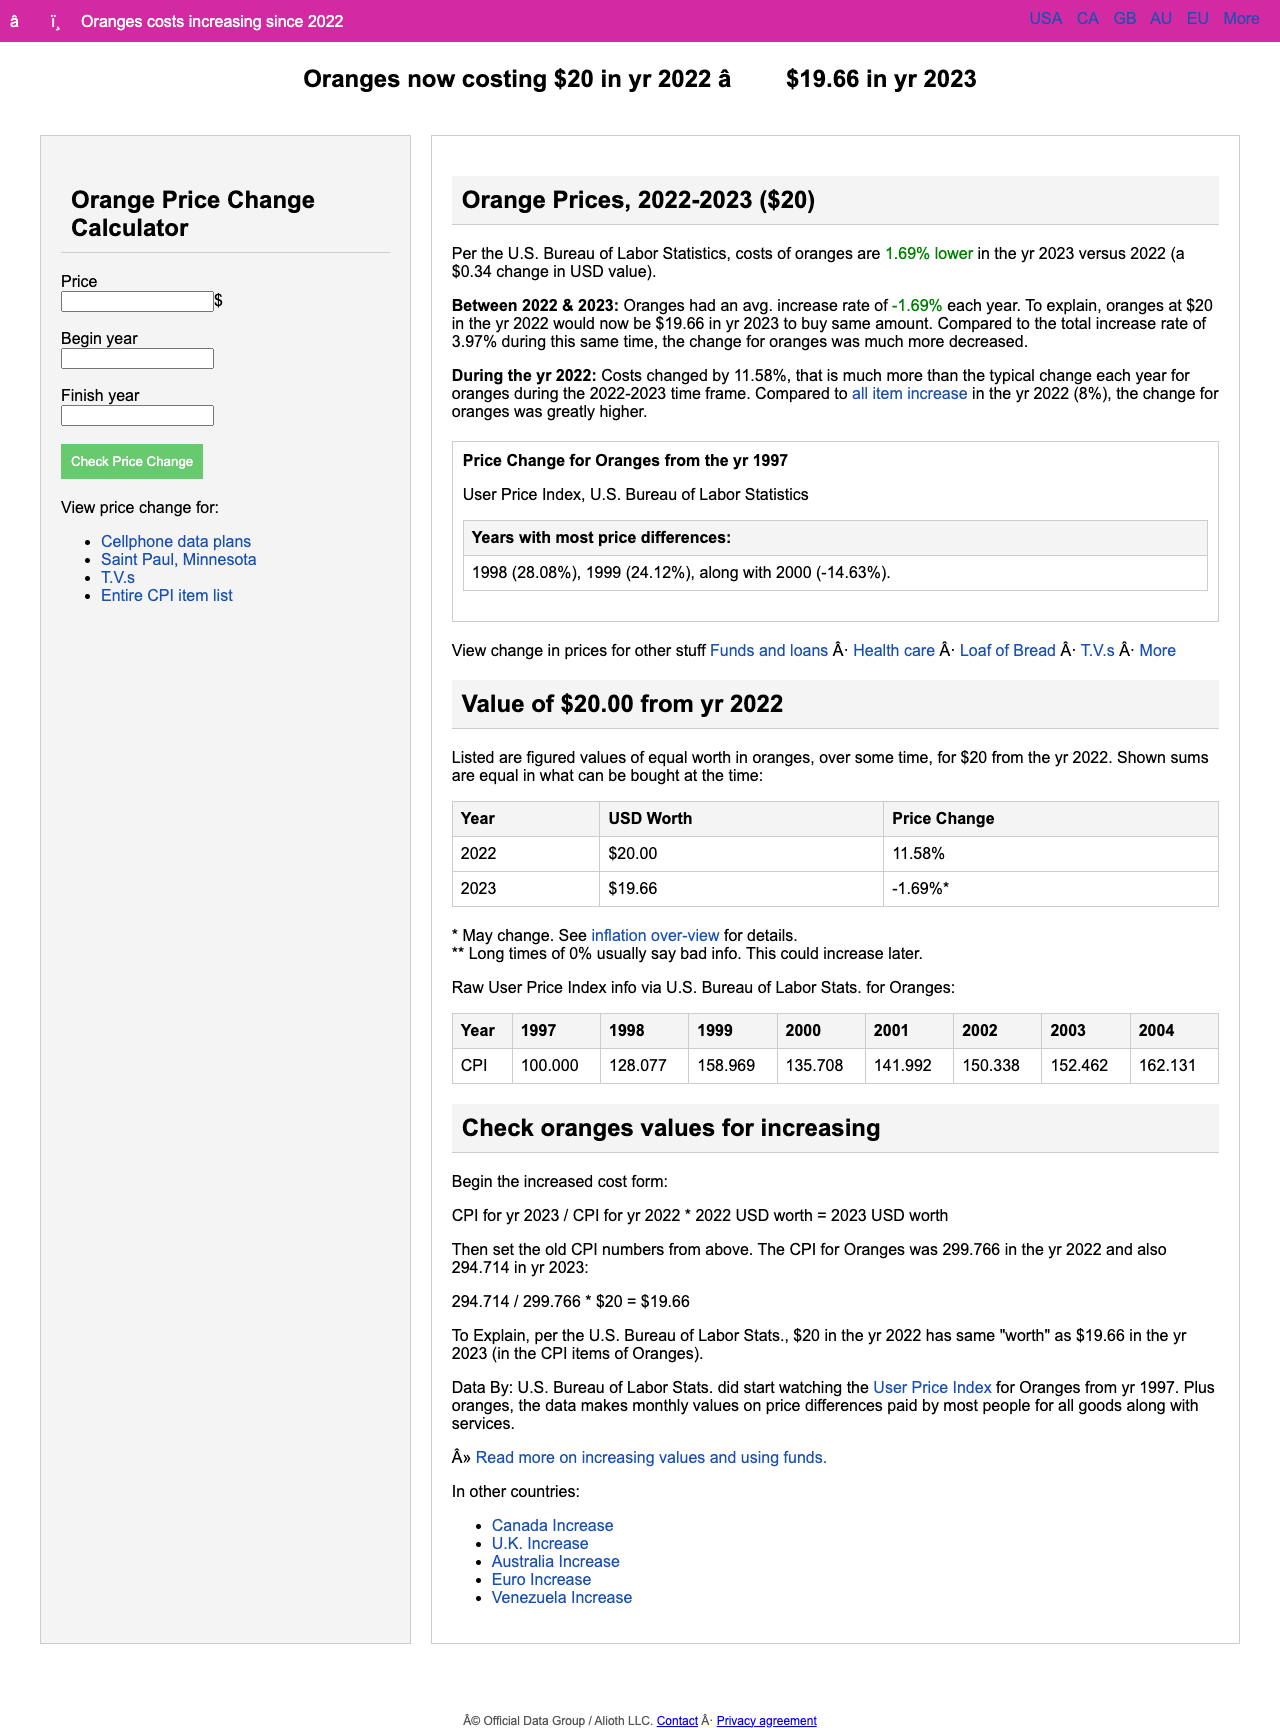 â ï¸ Oranges costs increasing since 2022
USA CA GB AU EU More
Oranges now costing $20 in yr 2022 â $19.66 in yr 2023
Orange Price Change
Calculator
Price
$
Begin year
Finish year
Check Price Change
View price change for:
• Cellphone data plans
• Saint Paul, Minnesota
• T.V.s
• Entire CPI item list
Orange Prices, 2022-2023 ($20)
Per the U.S. Bureau of Labor Statistics, costs of oranges are 1.69% lower in the yr 2023 versus 2022 (a
$0.34 change in USD value).
Between 2022 & 2023: Oranges had an avg. increase rate of -1.69% each year. To explain, oranges at $20
in the yr 2022 would now be $19.66 in yr 2023 to buy same amount. Compared to the total increase rate of
3.97% during this same time, the change for oranges was much more decreased.
During the yr 2022: Costs changed by 11.58%, that is much more than the typical change each year for
oranges during the 2022-2023 time frame. Compared to all item increase in the yr 2022 (8%), the change for
oranges was greatly higher.
Price Change for Oranges from the yr 1997
User Price Index, U.S. Bureau of Labor Statistics
Years with most price differences:
1998 (28.08%), 1999 (24.12%), along with 2000 (-14.63%).
View change in prices for other stuff Funds and loans Â· Health care Â· Loaf of Bread Â· T.V.s Â· More
Value of $20.00 from yr 2022
Listed are figured values of equal worth in oranges, over some time, for $20 from the yr 2022. Shown sums
are equal in what can be bought at the time:
Year USD Worth Price Change
2022 $20.00 11.58%
2023 $19.66 -1.69%*
* May change. See inflation over-view for details.
** Long times of 0% usually say bad info. This could increase later.
Raw User Price Index info via U.S. Bureau of Labor Stats. for Oranges:
Year 1997 1998 1999 2000 2001 2002 2003 2004
CPI 100.000 128.077 158.969 135.708 141.992 150.338 152.462 162.131
Check oranges values for increasing
Begin the increased cost form:
CPI for yr 2023 / CPI for yr 2022 * 2022 USD worth = 2023 USD worth
Then set the old CPI numbers from above. The CPI for Oranges was 299.766 in the yr 2022 and also
294.714 in yr 2023:
294.714 / 299.766 * $20 = $19.66
To Explain, per the U.S. Bureau of Labor Stats., $20 in the yr 2022 has same "worth" as $19.66 in the yr
2023 (in the CPI items of Oranges).
Data By: U.S. Bureau of Labor Stats. did start watching the User Price Index for Oranges from yr 1997. Plus
oranges, the data makes monthly values on price differences paid by most people for all goods along with
services.
Â» Read more on increasing values and using funds.
In other countries:
• Canada Increase
• U.K. Increase
• Australia Increase
• Euro Increase
• Venezuela Increase
Â© Official Data Group / Alioth LLC. Contact Â· Privacy agreement